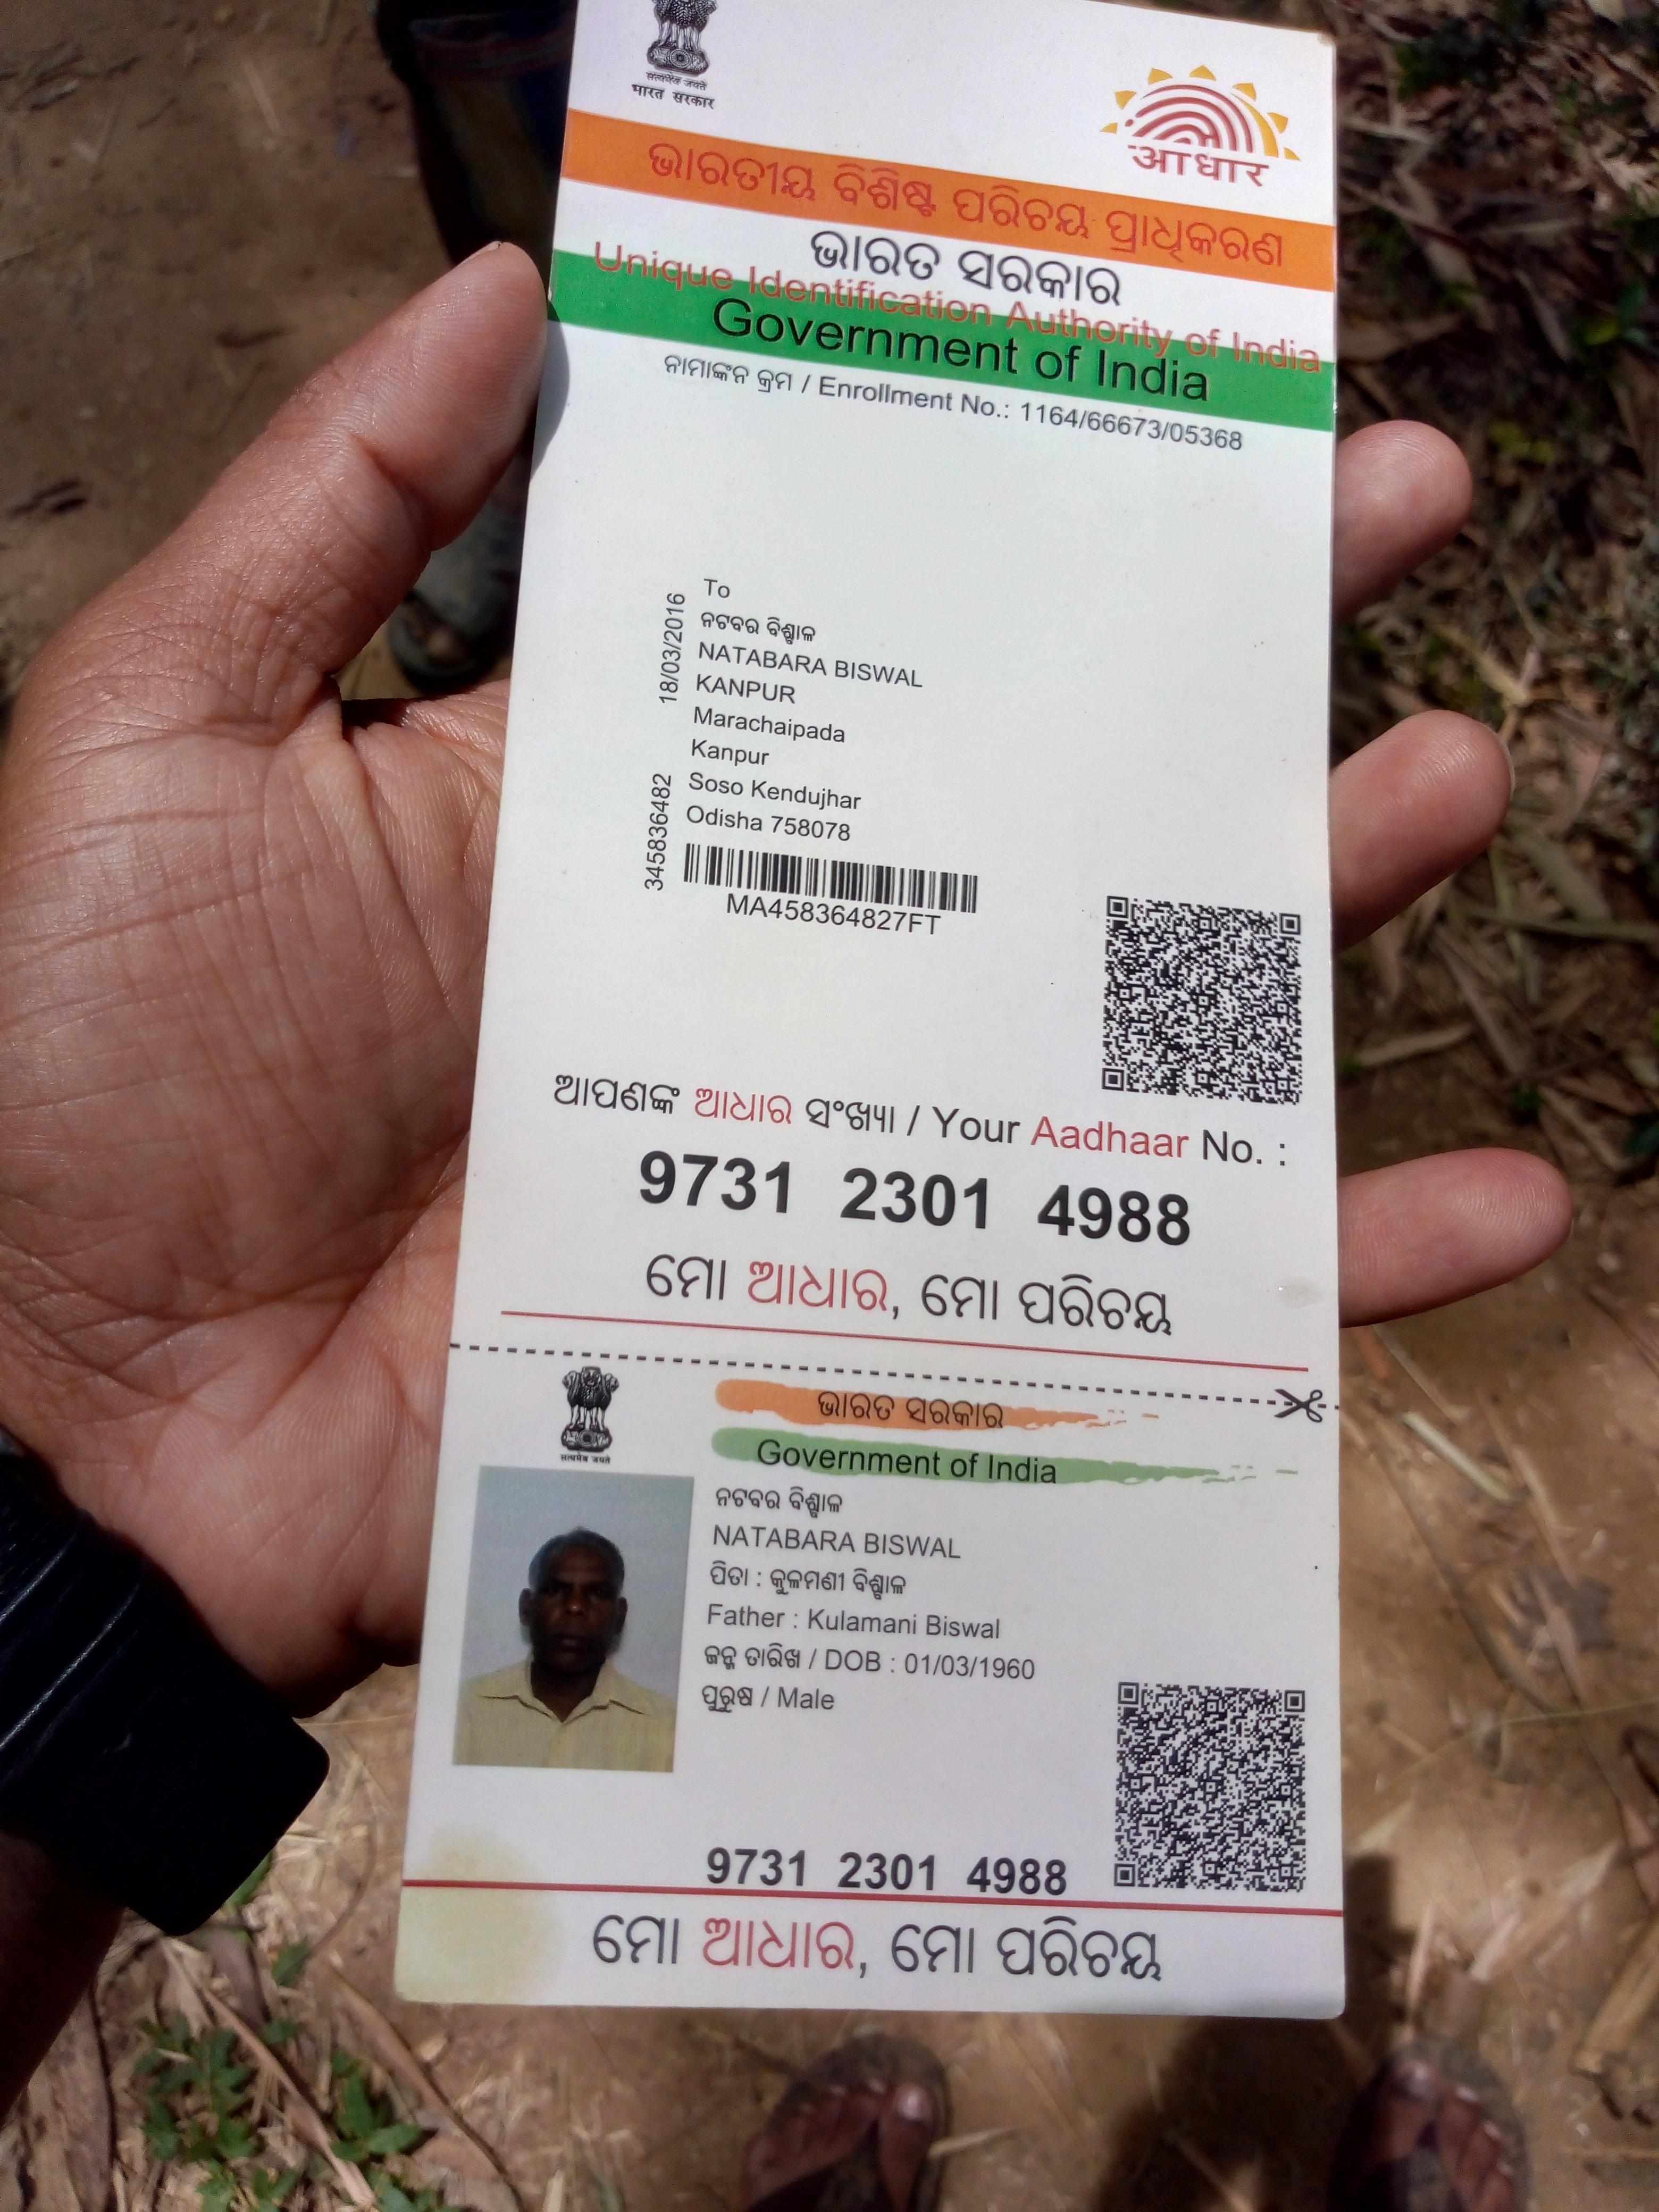 सत्यमेव जयते
भारत सरकार
आधार
ଭାରତୀୟ ବିଶିଷ୍ଟ ପରିଚୟ ପ୍ରାଧିକରଣ
ଭାରତ ସରକାର
Unique Identification Authority of India
Government of India
ନାମାଙ୍କନ କ୍ରମ / Enrollment No.: 1164/66673/05368
To
ନଟବର ବିଶ୍ବାଳ
NATABARA BISWAL
KANPUR
Marachaipada
Kanpur
Soso Kendujhar
Odisha 758078
18/03/2016
345836482
MA458364827FT
ଆପଣଙ୍କ ଆଧାର ସଂଖ୍ୟା / Your Aadhaar No. :
9731 2301 4988
ମୋ ଆଧାର, ମୋ ପରିଚୟ
सत्यमेव जयते
ଭାରତ ସରକାର
Government of India
ନଟବର ବିଶ୍ବାଳ
NATABARA BISWAL
ପିତା : କୁଳମଣୀ ବିଶ୍ବାଳ
Father : Kulamani Biswal
ଜନ୍ମ ତାରିଖ / DOB : 01/03/1960
ପୁରୁଷ / Male
9731 2301 4988
ମୋ ଆଧାର, ମୋ ପରିଚୟ